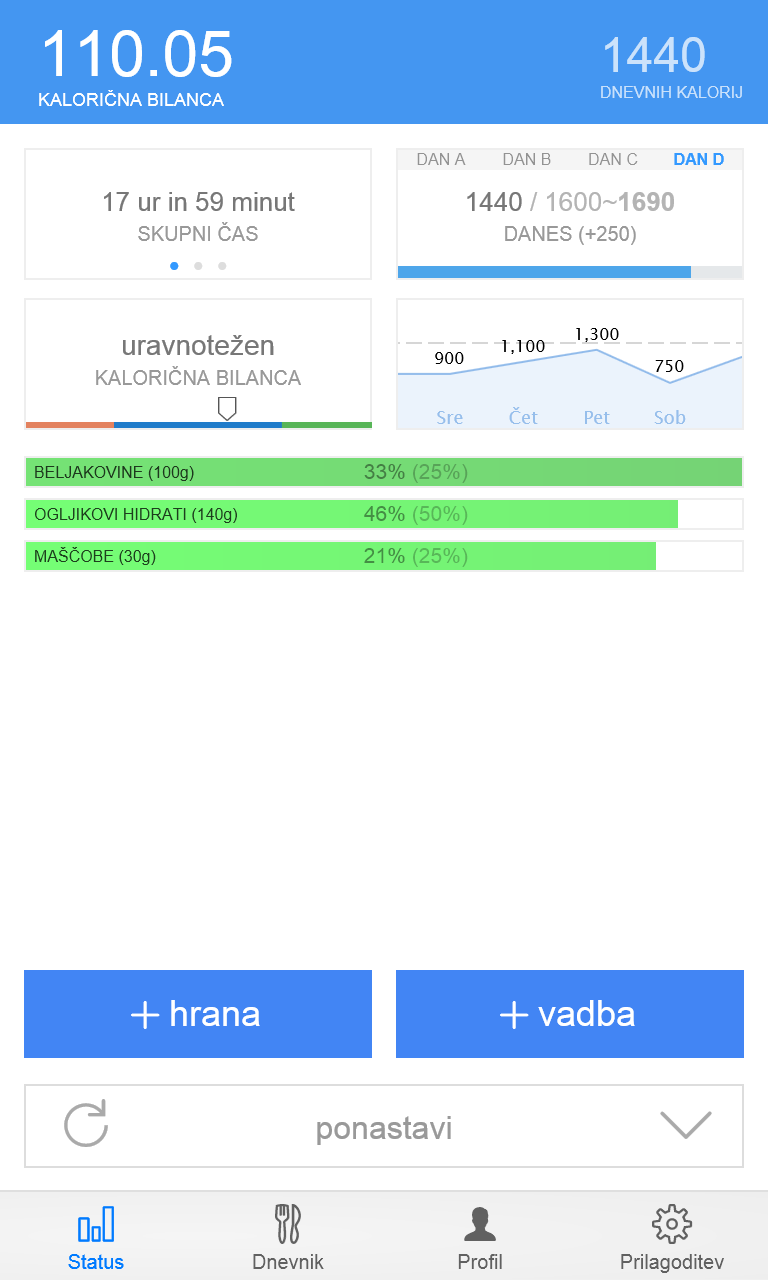 110.05
KALORIČNA BILANCA
1440
DNEVNIH KALORIJ
17 ur in 59 minut
SKUPNI ČAS
DAN A DAN B DAN C DAN D
1440 / 1600~1690
DANES (+250)
uravnotežen
KALORIČNA BILANCA
900 1,100 1,300 750
Sre Čet Pet Sob
BELJAKOVINE (100g) 33% (25%)
OGLJIKOVI HIDRATI (140g) 46% (50%)
MAŠČOBE (30g) 21% (25%)
+ hrana
+ vadba
ponastavi
Status Dnevnik Profil Prilagoditev